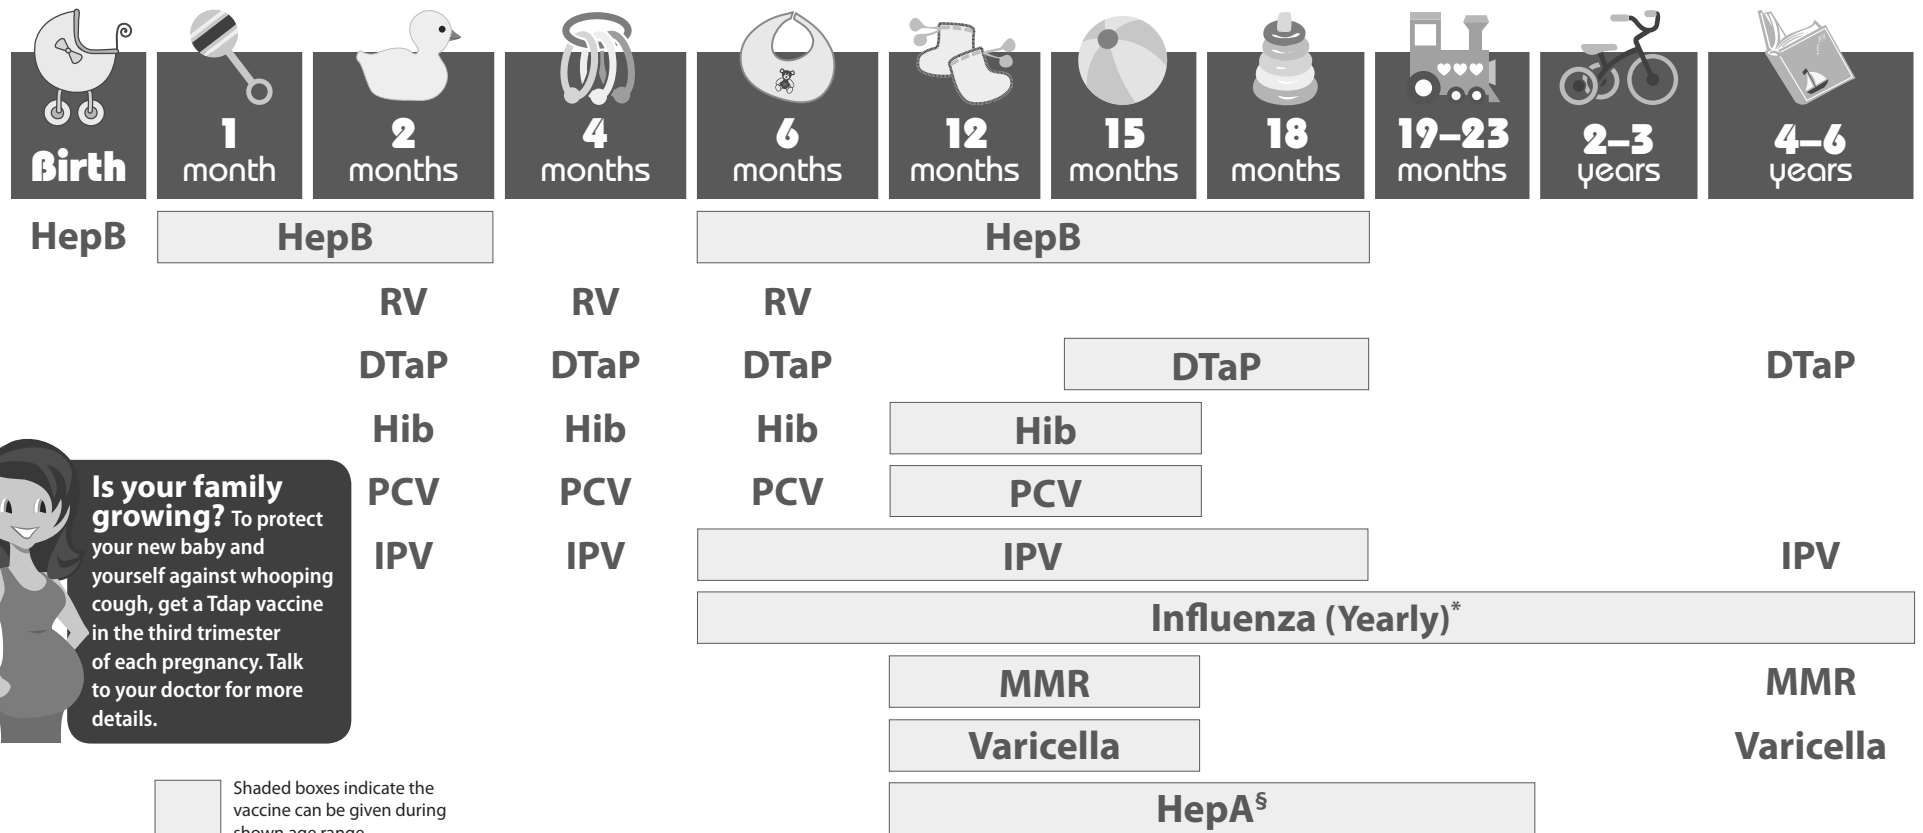 Birth
1
month
2
months
4
months
6
months
12
months
15
months
18
months
19–23
months
2–3
years
4–6
years
HepB HepB HepB
RV RV RV
DTaP DTaP DTaP DTaP DTaP
Hib Hib Hib Hib
PCV PCV PCV PCV
IPV IPV IPV IPV
Influenza (Yearly)*
MMR MMR
Varicella Varicella
HepA§
Is your family
growing? To protect
your new baby and
yourself against whooping
cough, get a Tdap vaccine
in the third trimester
of each pregnancy. Talk
to your doctor for more
details.
Shaded boxes indicate the
vaccine can be given during
shown age range